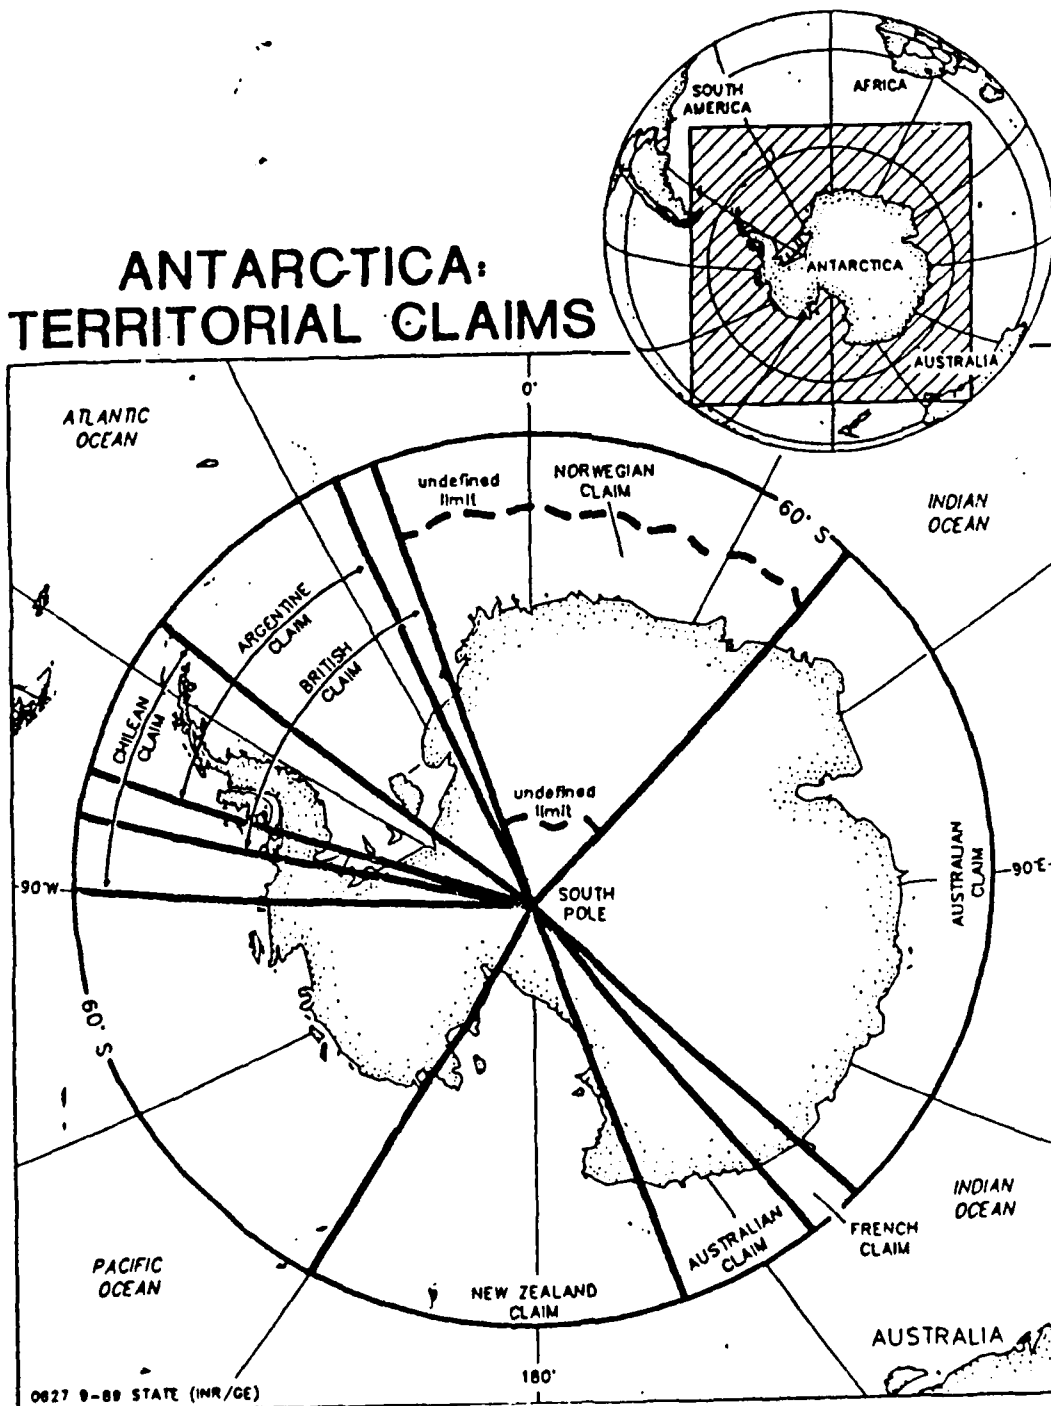 SOUTH
AMERICA
AFRICA
ANTARCTICA
AUSTRALIA
ANTARCTICA:
TERRITORIAL CLAIMS
ATLANTIC
OCEAN
0°
undefined
limit
NORWEGIAN
CLAIM
60° S
INDIAN
OCEAN
ARGENTINE
CLAIM
BRITISH
CLAIM
CHILEAN
CLAIM
undefined
limit
90°W
SOUTH
POLE
AUSTRALIAN
CLAIM
90°E
60° S
PACIFIC
OCEAN
NEW ZEALAND
CLAIM
AUSTRALIAN
CLAIM
FRENCH
CLAIM
INDIAN
OCEAN
AUSTRALIA
180°
0827 9-89 STATE (INR/GE)